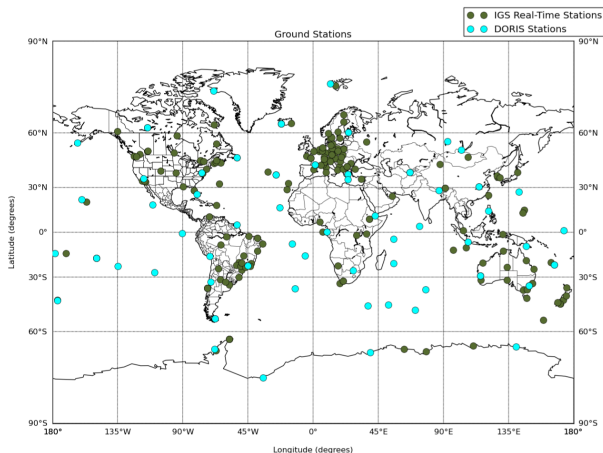 IGS Real-Time Stations
DORIS Stations
Ground Stations
90°N 90°N
60°N 60°N
30°N 30°N
0° 0°
30°S 30°S
60°S 60°S
90°S 90°S
180° 135°W 90°W 45°W 0° 45°E 90°E 135°E 180°
Latitude (degrees)
Longitude (degrees)